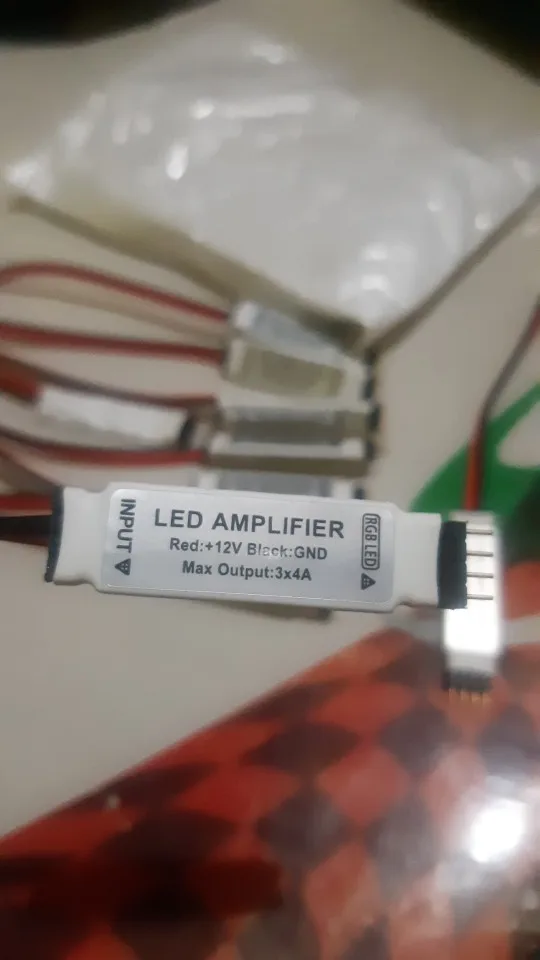 INPUT
LED AMPLIFIER
Red:+12V Black:GND
Max Output:3x4A
RGB LED